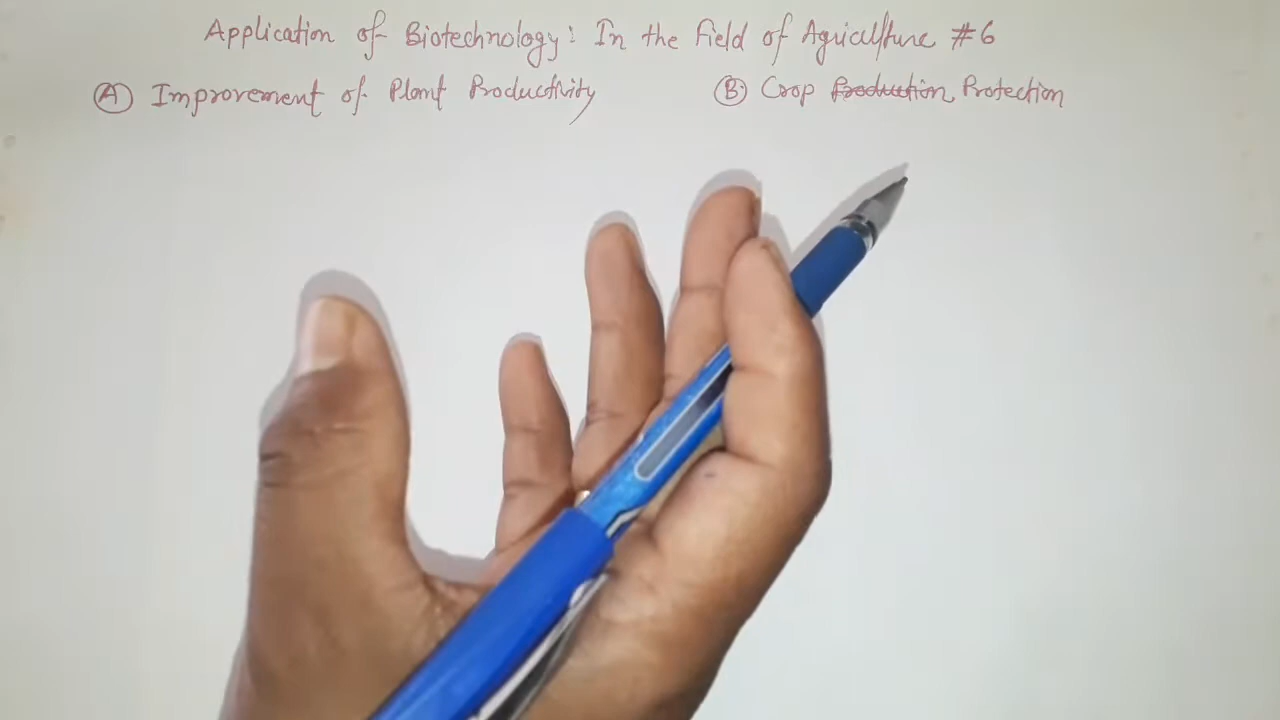 Application of Biotechnology: In the Field of Agriculture #6
A Improvement of Plant Productivity B Crop Production Protection